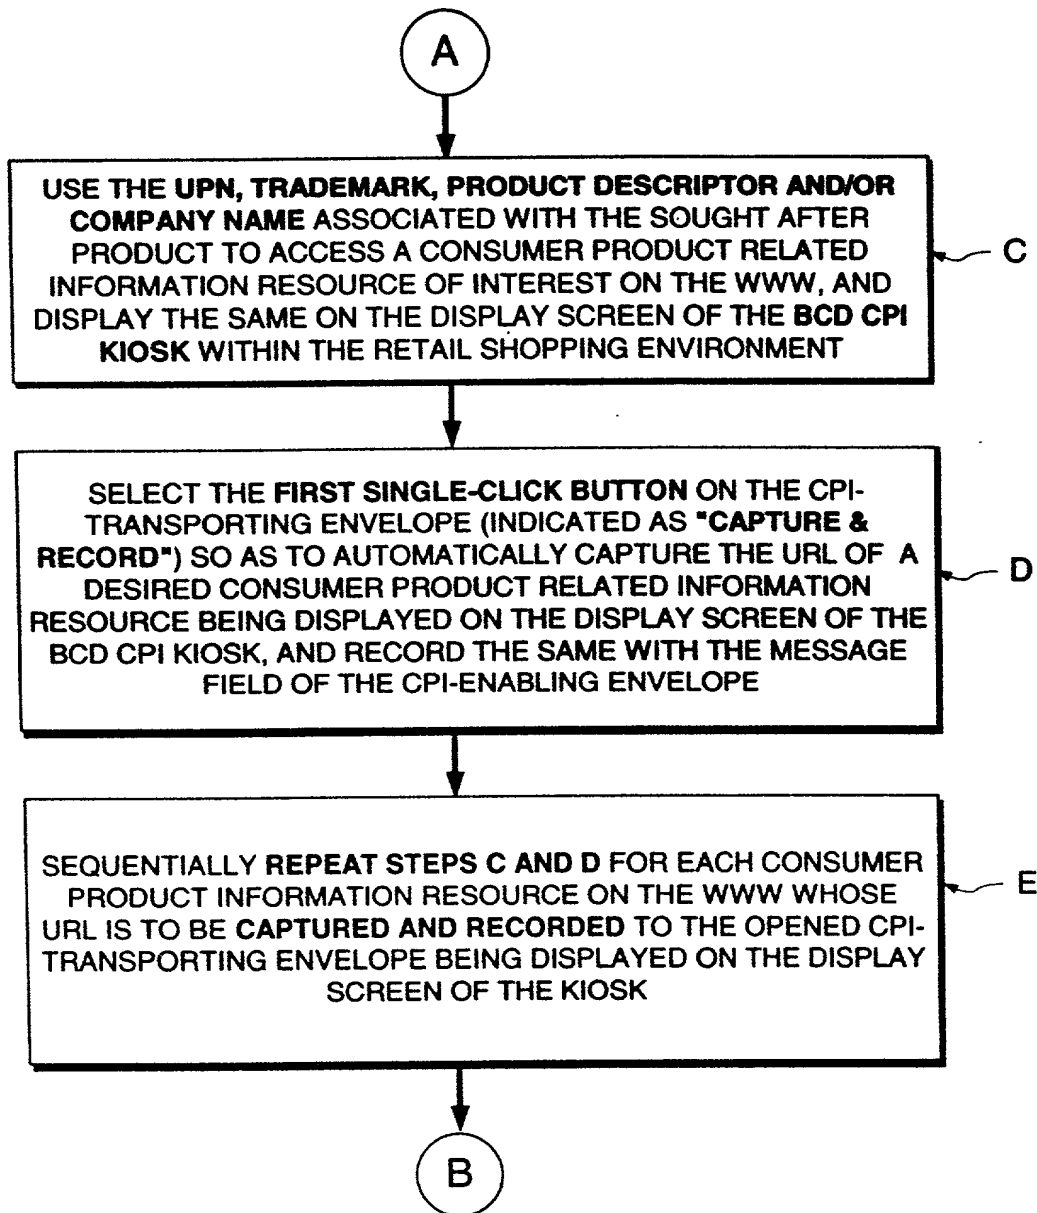 A
USE THE UPN, TRADEMARK, PRODUCT DESCRIPTOR AND/OR
COMPANY NAME ASSOCIATED WITH THE SOUGHT AFTER
PRODUCT TO ACCESS A CONSUMER PRODUCT RELATED
INFORMATION RESOURCE OF INTEREST ON THE WWW, AND
DISPLAY THE SAME ON THE DISPLAY SCREEN OF THE BCD CPI
KIOSK WITHIN THE RETAIL SHOPPING ENVIRONMENT
C
SELECT THE FIRST SINGLE-CLICK BUTTON ON THE CPI-
TRANSPORTING ENVELOPE (INDICATED AS "CAPTURE &
RECORD") SO AS TO AUTOMATICALLY CAPTURE THE URL OF A
DESIRED CONSUMER PRODUCT RELATED INFORMATION
RESOURCE BEING DISPLAYED ON THE DISPLAY SCREEN OF THE
BCD CPI KIOSK, AND RECORD THE SAME WITH THE MESSAGE
FIELD OF THE CPI-ENABLING ENVELOPE
D
SEQUENTIALLY REPEAT STEPS C AND D FOR EACH CONSUMER
PRODUCT INFORMATION RESOURCE ON THE WWW WHOSE
URL IS TO BE CAPTURED AND RECORDED TO THE OPENED CPI-
TRANSPORTING ENVELOPE BEING DISPLAYED ON THE DISPLAY
SCREEN OF THE KIOSK
E
B